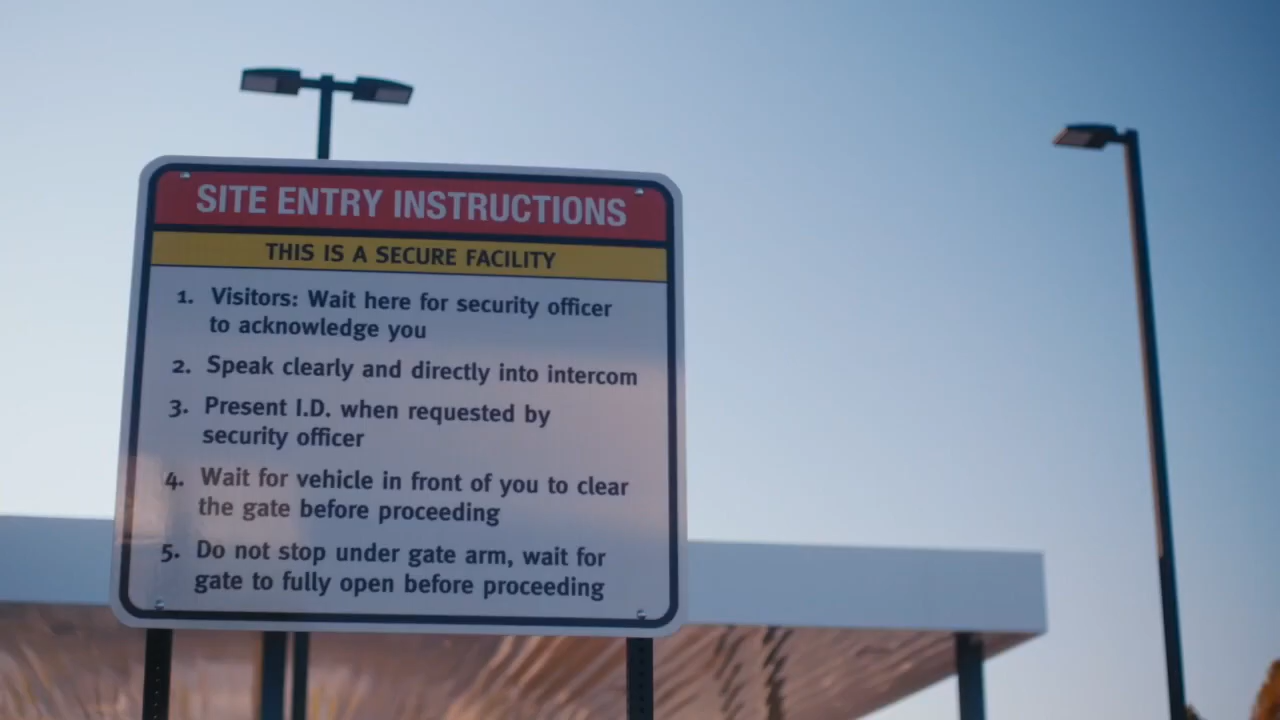 SITE ENTRY INSTRUCTIONS
THIS IS A SECURE FACILITY
1. Visitors: Wait here for security officer
to acknowledge you
2. Speak clearly and directly into intercom
3. Present I.D. when requested by
security officer
4. Wait for vehicle in front of you to clear
the gate before proceeding
5. Do not stop under gate arm, wait for
gate to fully open before proceeding